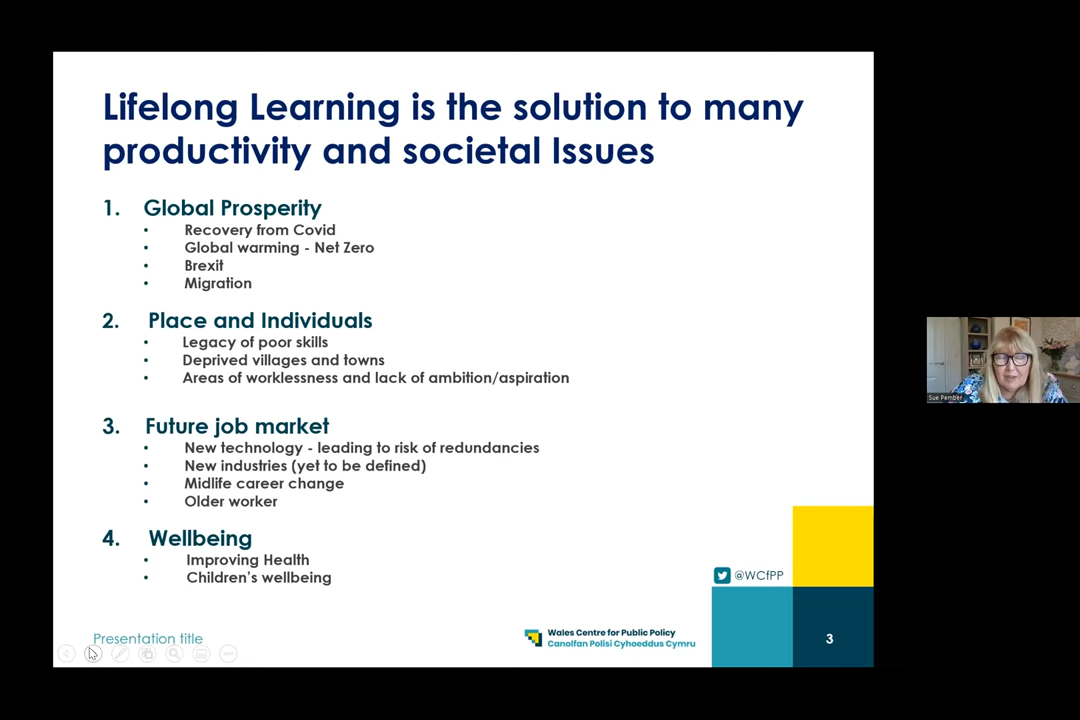 Lifelong Learning is the solution to many
productivity and societal Issues
1. Global Prosperity
• Recovery from Covid
• Global warming - Net Zero
• Brexit
• Migration
2. Place and Individuals
• Legacy of poor skills
• Deprived villages and towns
• Areas of worklessness and lack of ambition/aspiration
3. Future job market
• New technology - leading to risk of redundancies
• New industries (yet to be defined)
• Midlife career change
• Older worker
4. Wellbeing
• Improving Health
• Children's wellbeing
@WCfPP
Presentation title
Wales Centre for Public Policy
Canolfan Polisi Cyhoeddus Cymru
3
Sue Pember